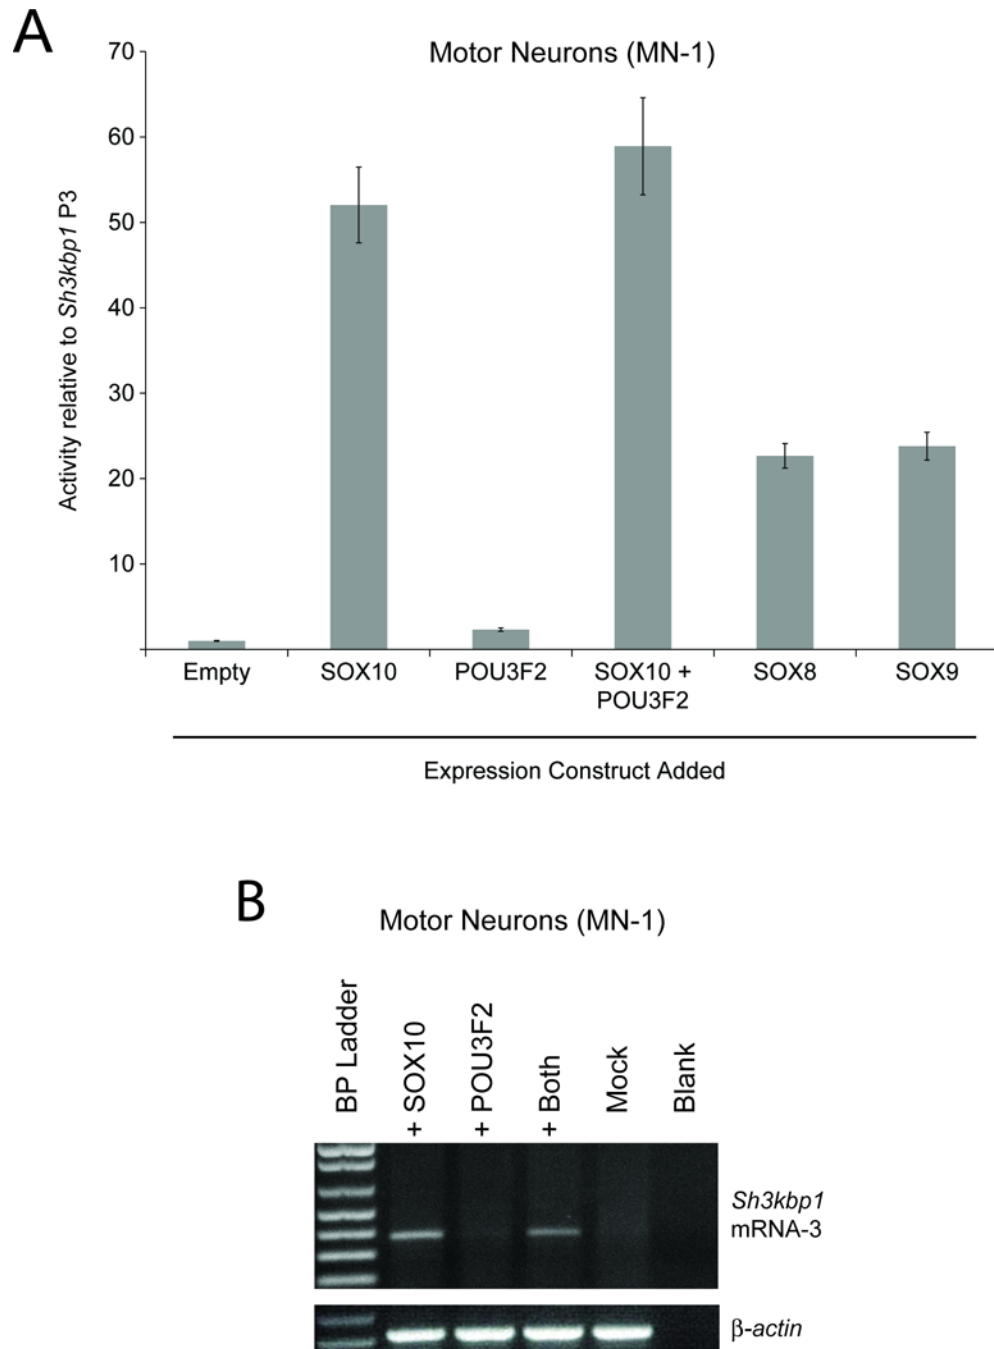 A
Motor Neurons (MN-1)
Activity relative to Sh3kbp1 P3
70
60
50
40
30
20
10
Empty
SOX10
POU3F2
SOX10 +
POU3F2
SOX8
SOX9
Expression Construct Added
B
Motor Neurons (MN-1)
BP Ladder
+ SOX10
+ POU3F2
+ Both
Mock
Blank
Sh3kbp1
mRNA-3
β-actin